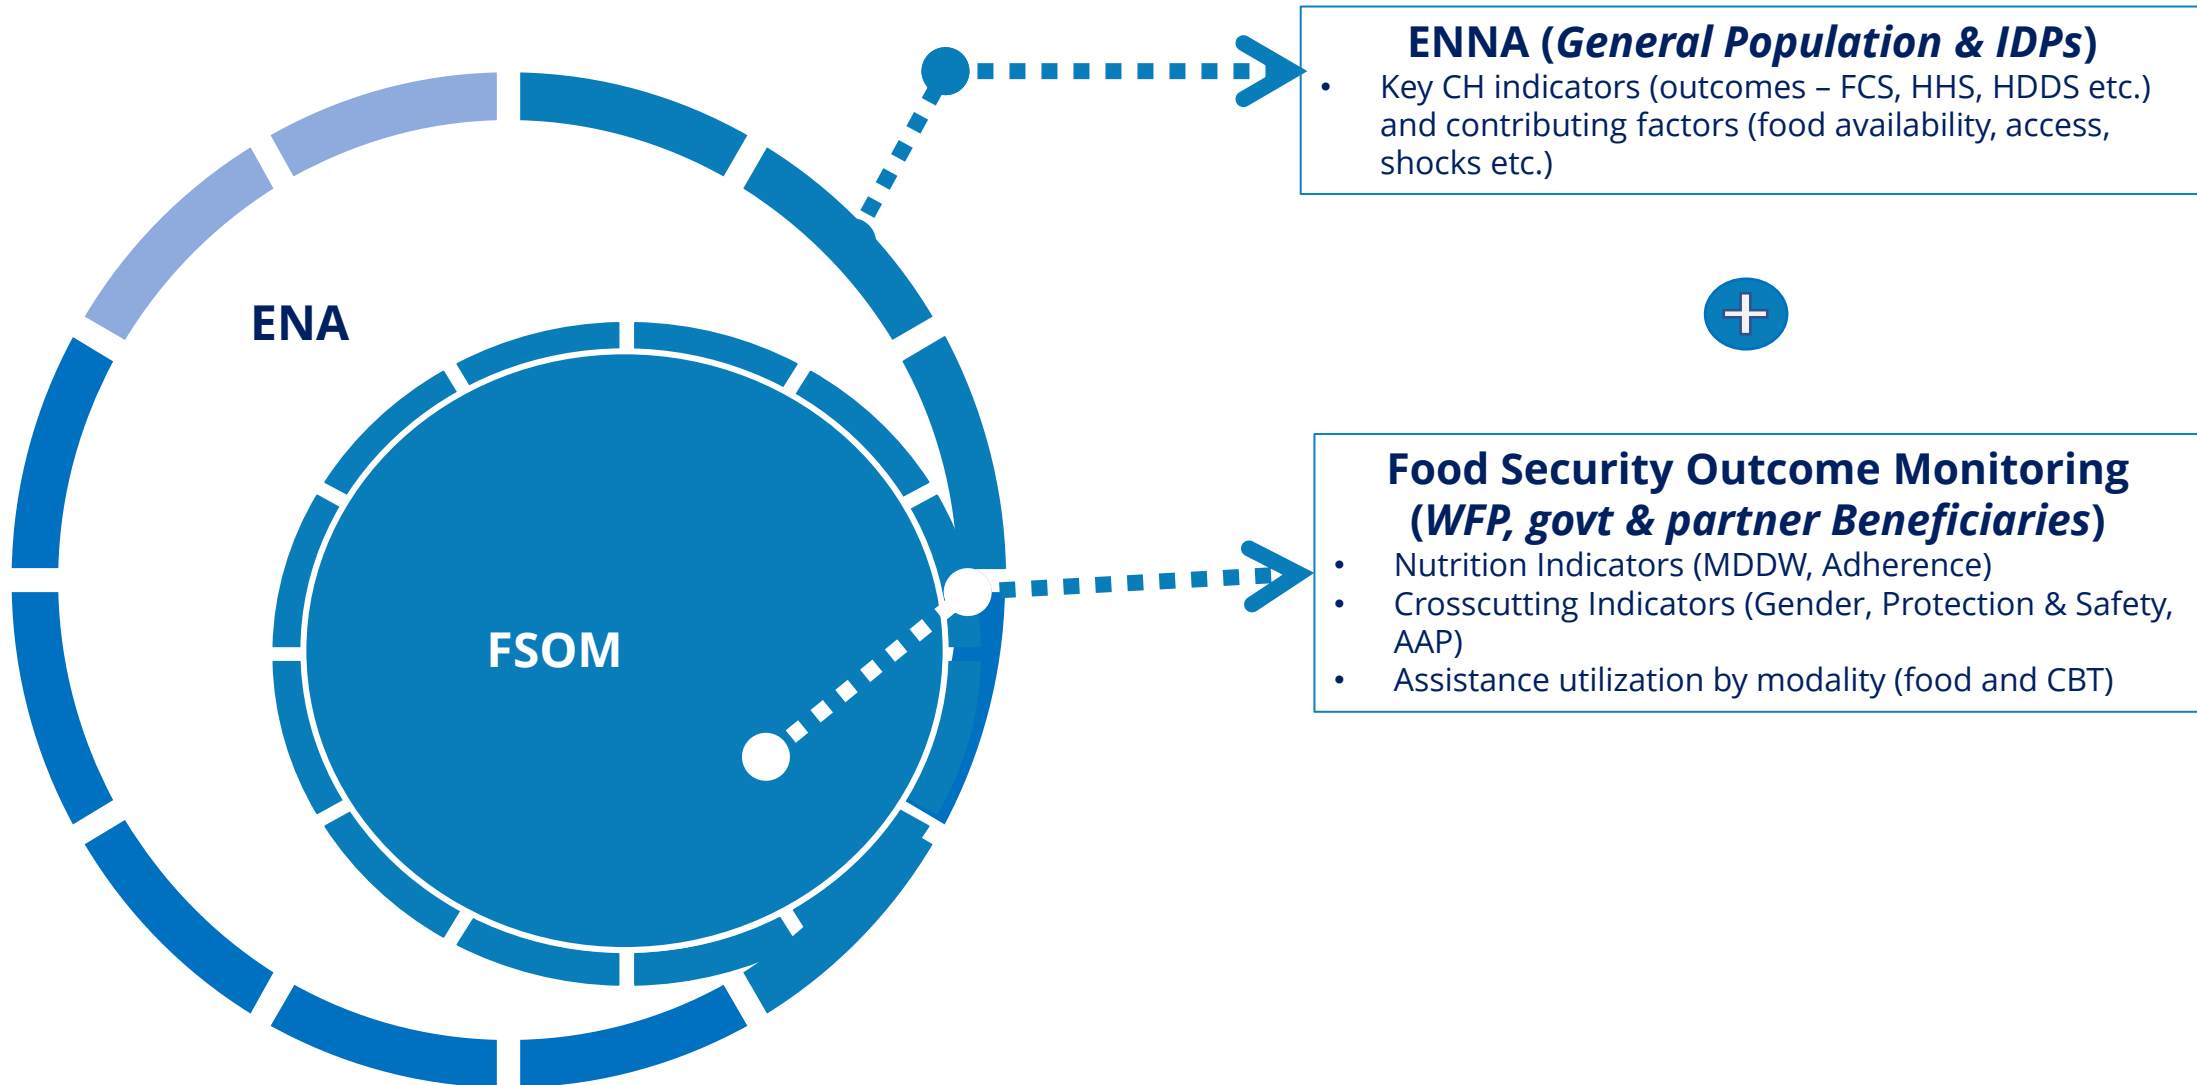 ENNA (General Population & IDPs)
• Key CH indicators (outcomes – FCS, HHS, HDDS etc.)
and contributing factors (food availability, access,
shocks etc.)
ENA
Food Security Outcome Monitoring
(WFP, govt & partner Beneficiaries)
• Nutrition Indicators (MDDW, Adherence)
• Crosscutting Indicators (Gender, Protection & Safety,
AAP)
• Assistance utilization by modality (food and CBT)
FSOM